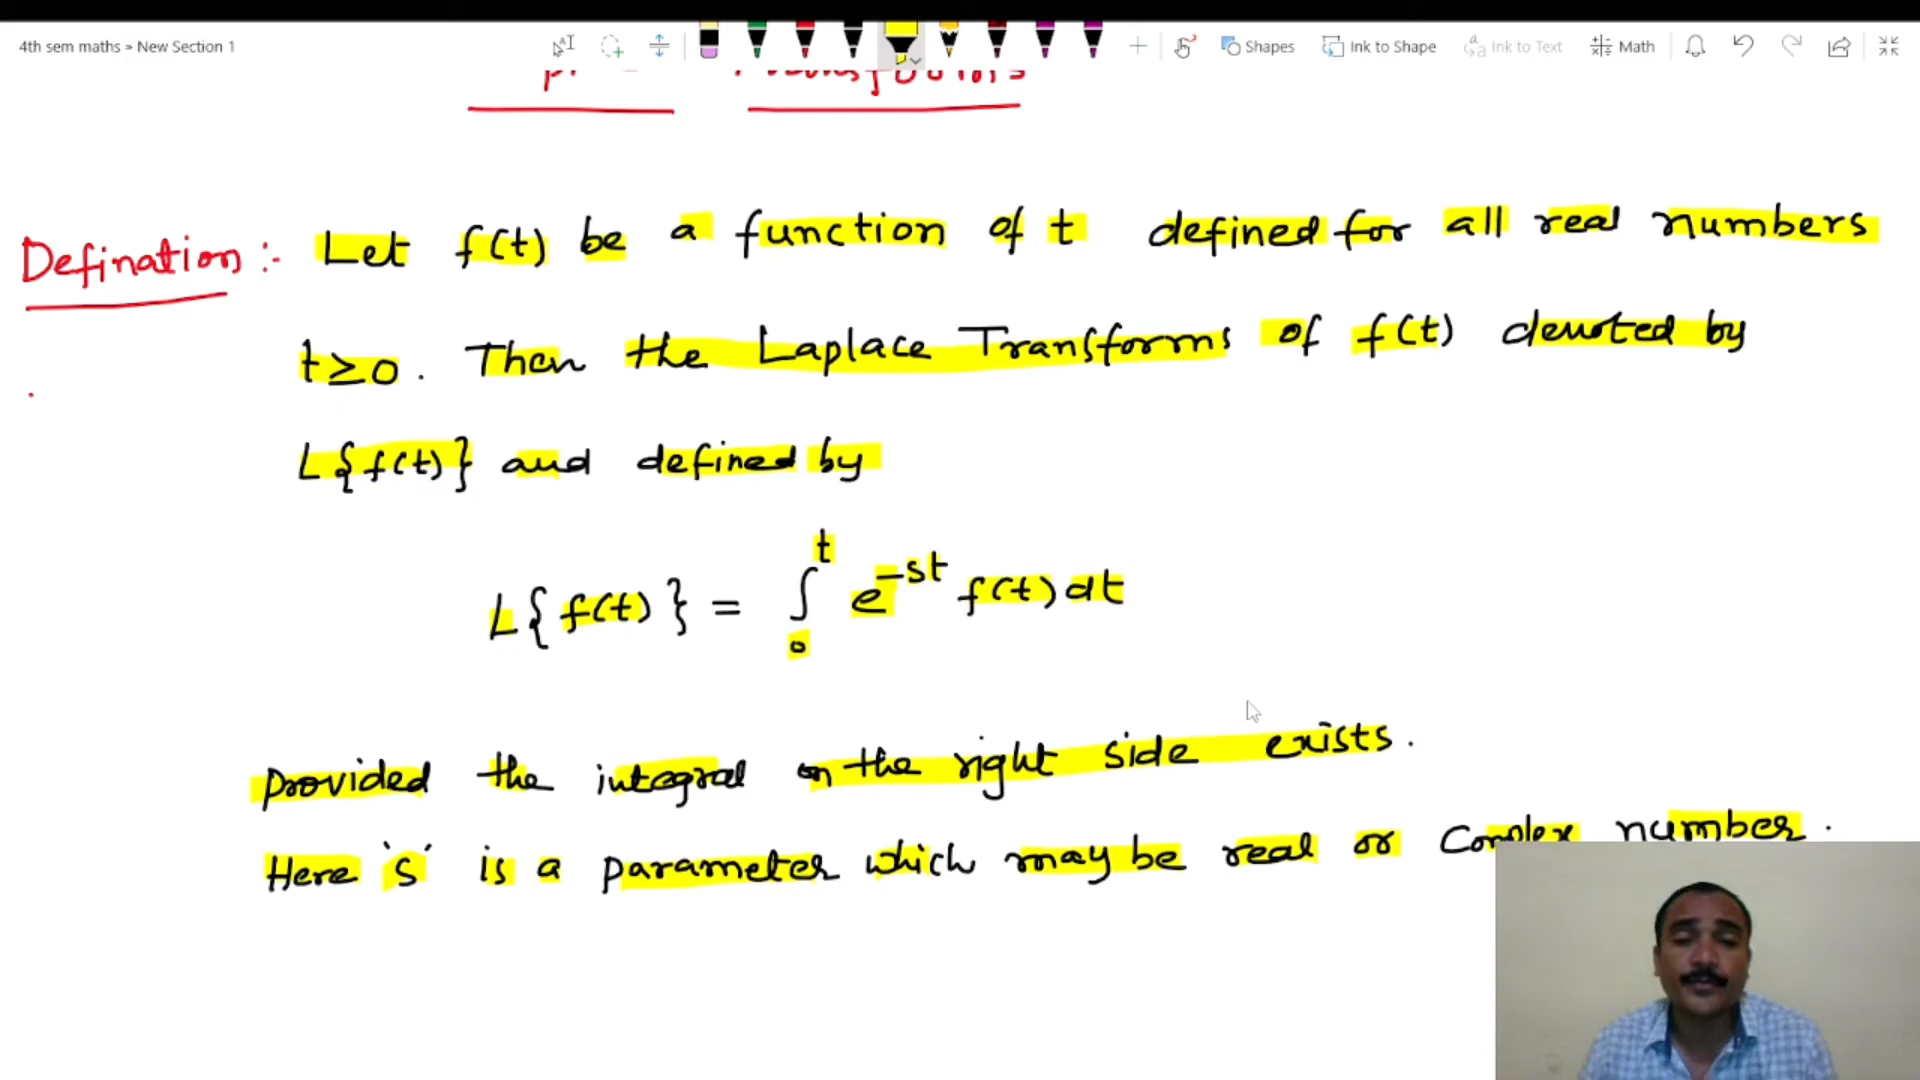 4th sem maths » New Section 1
Shapes
Ink to Shape
Ink to Text
Math
Defination :- Let f(t) be a function of t defined for all real numbers
t≥0. Then the Laplace Transforms of f(t) denoted by
L{f(t)} and defined by
L{f(t)} = ∫₀ᵗ e^{-st} f(t) dt
Provided the integral on the right side exists.
Here 's' is a parameter which may be real or Complex number.